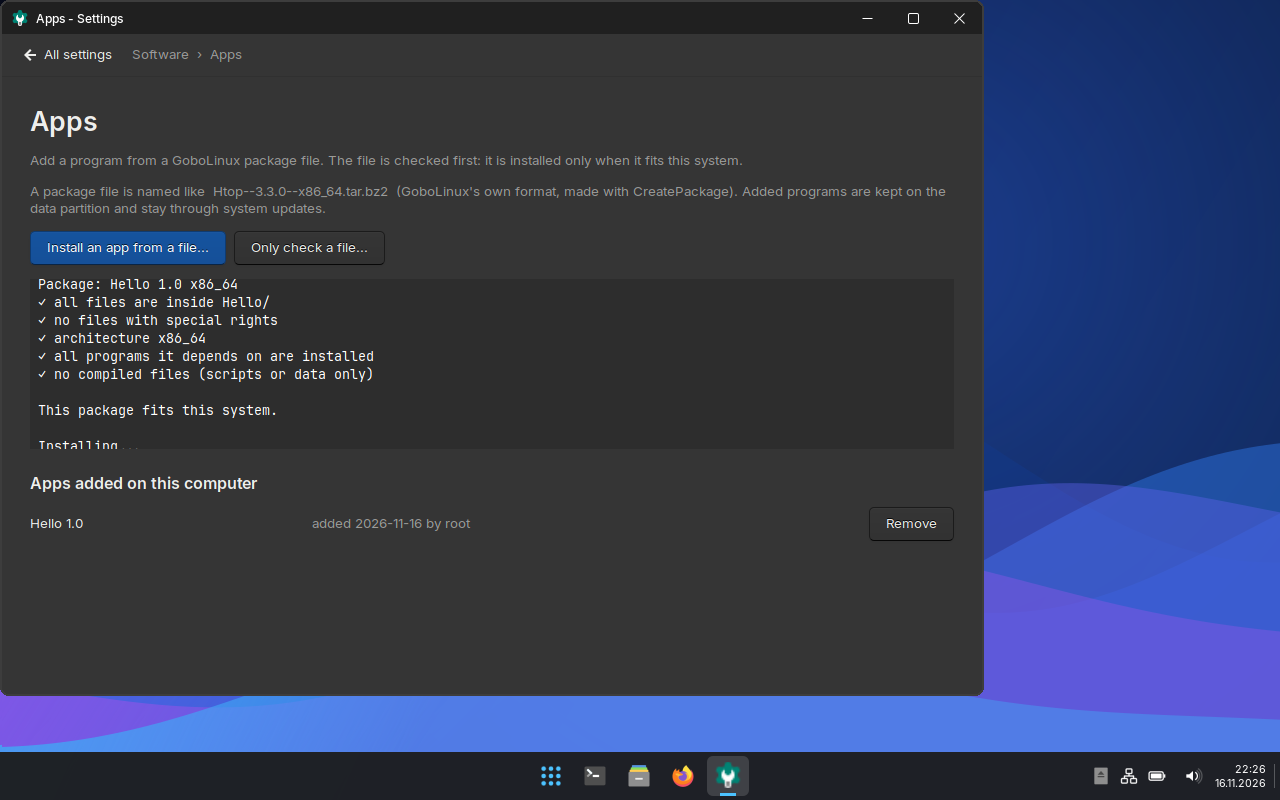 Apps - Settings
All settings
Software › Apps
Apps
Add a program from a GoboLinux package file. The file is checked first: it is installed only when it fits this system.
A package file is named like Htop--3.3.0--x86_64.tar.bz2 (GoboLinux's own format, made with CreatePackage). Added programs are kept on the
data partition and stay through system updates.
Install an app from a file...
Only check a file...
Package: Hello 1.0 x86_64
✓ all files are inside Hello/
✓ no files with special rights
✓ architecture x86_64
✓ all programs it depends on are installed
✓ no compiled files (scripts or data only)
This package fits this system.
Installing...
Apps added on this computer
Hello 1.0
added 2026-11-16 by root
Remove
22:26
16.11.2026